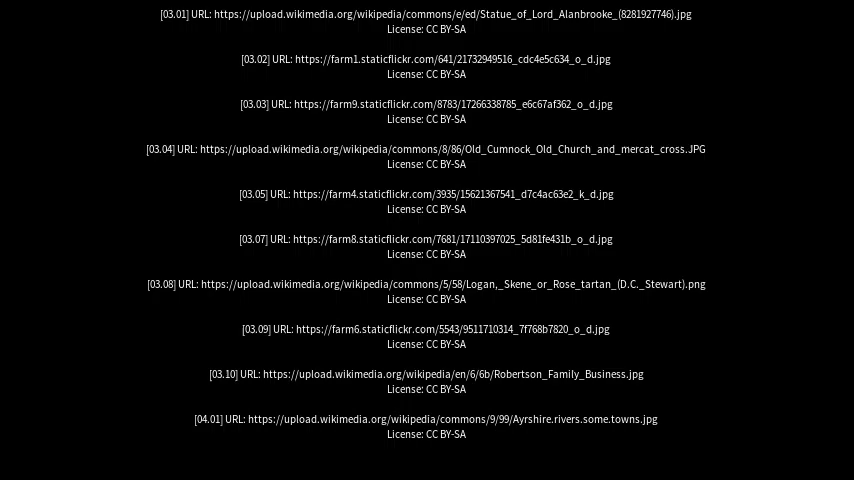 [03.01] URL: https://upload.wikimedia.org/wikipedia/commons/e/ed/Statue_of_Lord_Alanbrooke_(8281927746).jpg
License: CC BY-SA
[03.02] URL: https://farm1.staticflickr.com/641/21732949516_cdc4e5c634_o_d.jpg
License: CC BY-SA
[03.03] URL: https://farm9.staticflickr.com/8783/17266338785_e6c67af362_o_d.jpg
License: CC BY-SA
[03.04] URL: https://upload.wikimedia.org/wikipedia/commons/8/86/Old_Cumnock_Old_Church_and_mercat_cross.JPG
License: CC BY-SA
[03.05] URL: https://farm4.staticflickr.com/3935/15621367541_d7c4ac63e2_k_d.jpg
License: CC BY-SA
[03.07] URL: https://farm8.staticflickr.com/7681/17110397025_5d81fe431b_o_d.jpg
License: CC BY-SA
[03.08] URL: https://upload.wikimedia.org/wikipedia/commons/5/58/Logan,_Skene_or_Rose_tartan_(D.C._Stewart).png
License: CC BY-SA
[03.09] URL: https://farm6.staticflickr.com/5543/9511710314_7f768b7820_o_d.jpg
License: CC BY-SA
[03.10] URL: https://upload.wikimedia.org/wikipedia/en/6/6b/Robertson_Family_Business.jpg
License: CC BY-SA
[04.01] URL: https://upload.wikimedia.org/wikipedia/commons/9/99/Ayrshire.rivers.some.towns.jpg
License: CC BY-SA